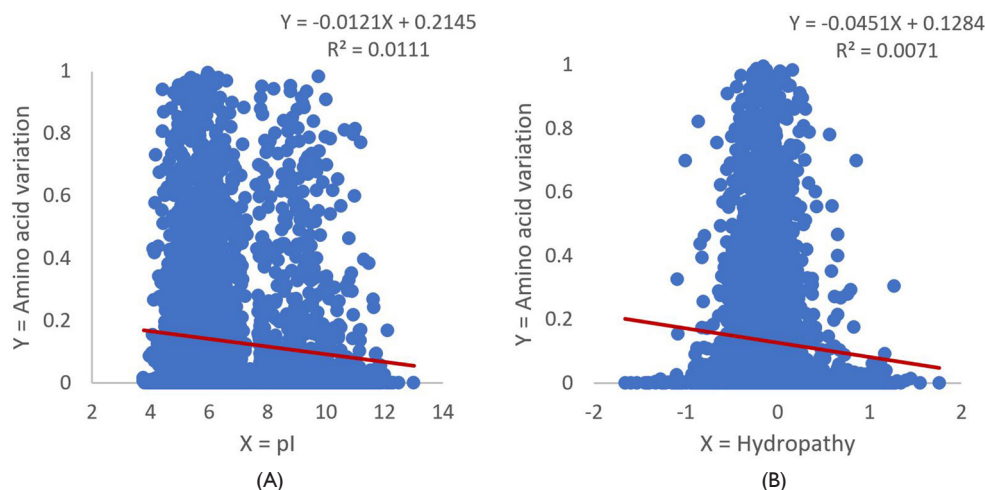 Y = -0.0121X + 0.2145
R² = 0.0111
1
0.8
0.6
0.4
0.2
0
Y = Amino acid variation
2 4 6 8 10 12 14
X = pI
(A)
Y = -0.0451X + 0.1284
R² = 0.0071
1
0.8
0.6
0.4
0.2
0
Y = Amino acid variation
-2 -1 0 1 2
X = Hydropathy
(B)